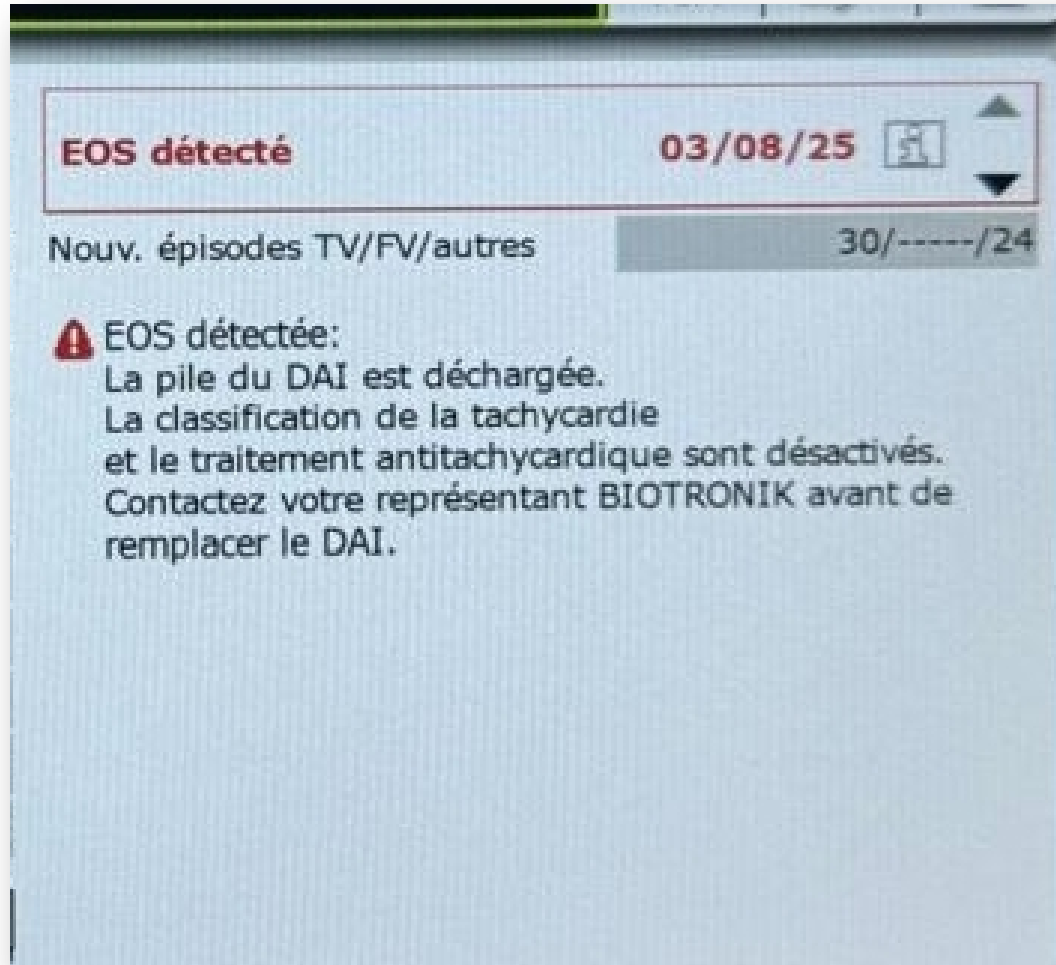 EOS détecté 03/08/25
Nouv. épisodes TV/FV/autres 30/-----/24
EOS détectée:
La pile du DAI est déchargée.
La classification de la tachycardie
et le traitement antitachycardique sont désactivés.
Contactez votre représentant BIOTRONIK avant de
remplacer le DAI.